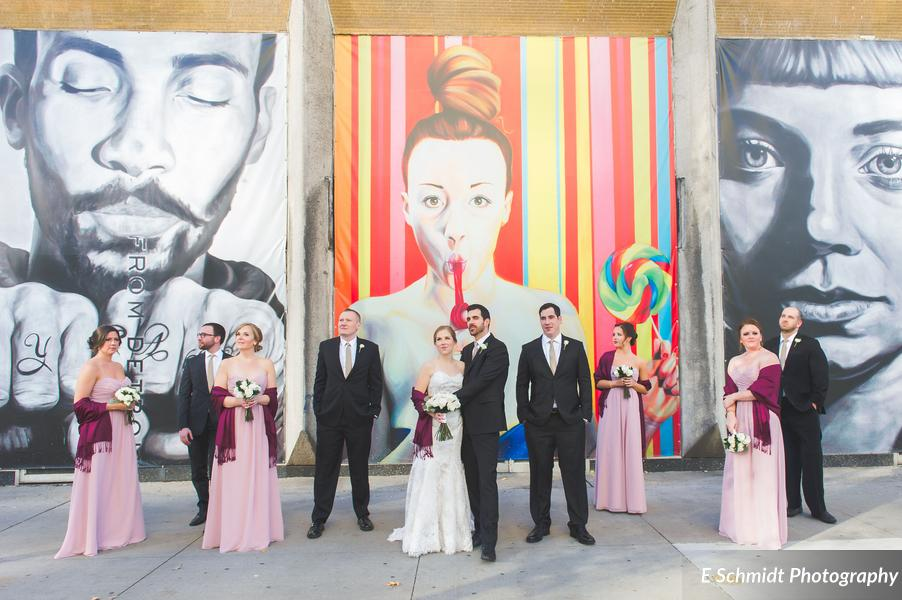 FROM DETROIT
Y
E Schmidt Photography